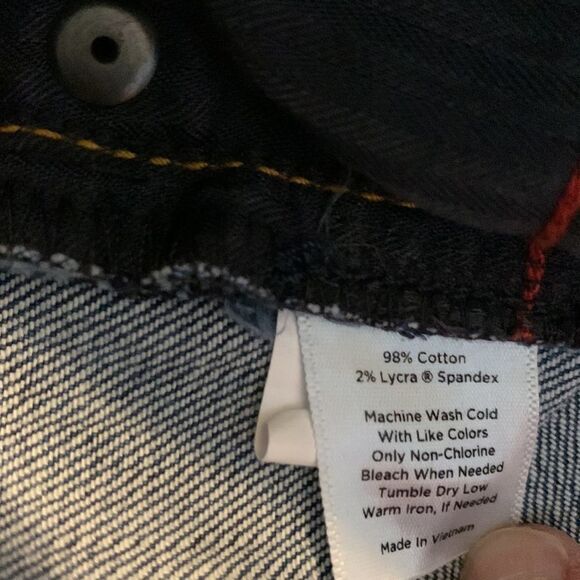 98% Cotton
2% Lycra ® Spandex
Machine Wash Cold
With Like Colors
Only Non-Chlorine
Bleach When Needed
Tumble Dry Low
Warm Iron, If Needed
Made In Vietnam